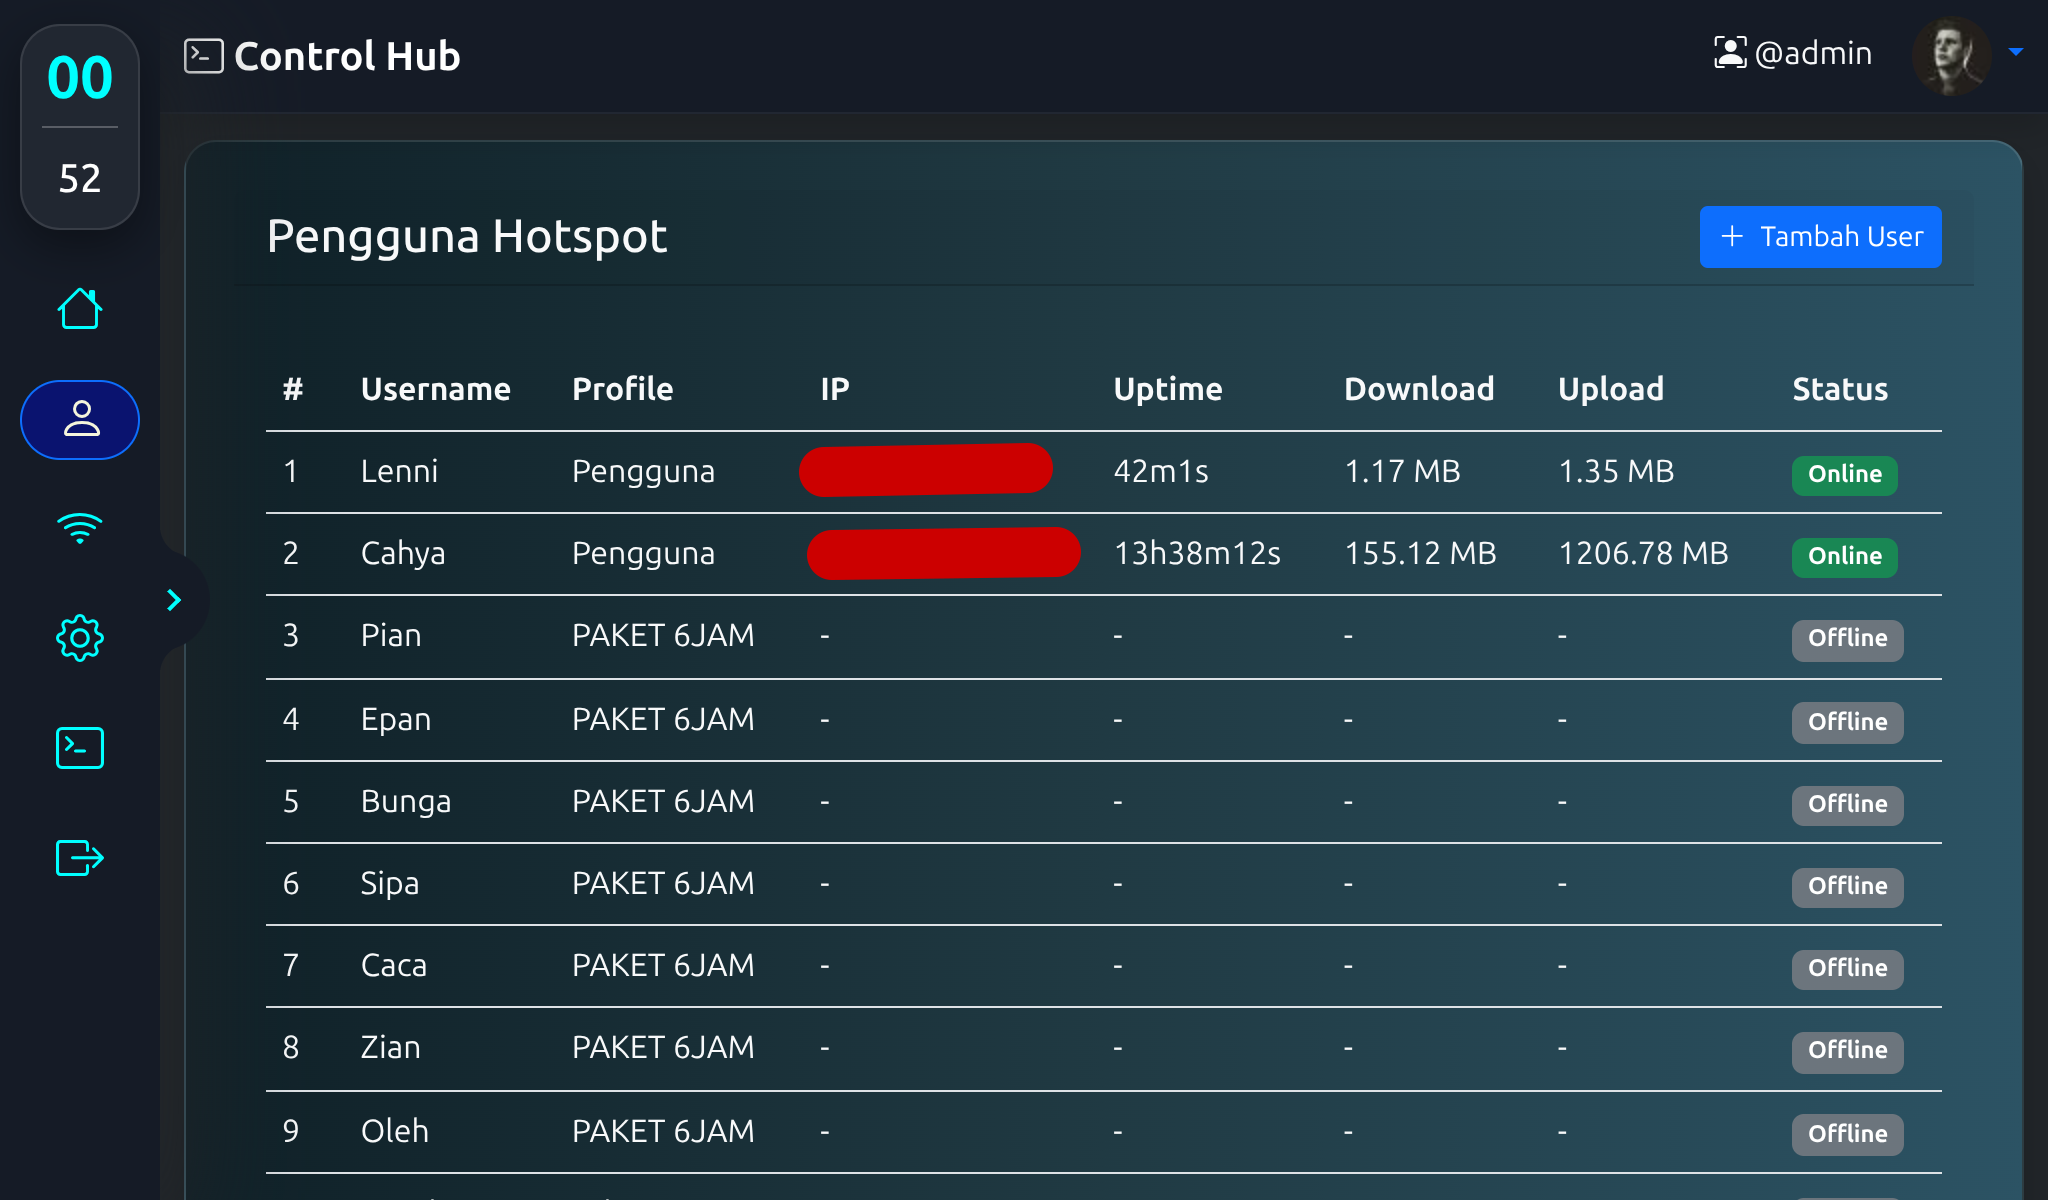 00
52
Control Hub
@admin
Pengguna Hotspot
+ Tambah User
# Username Profile IP Uptime Download Upload Status
1 Lenni Pengguna 42m1s 1.17 MB 1.35 MB Online
2 Cahya Pengguna 13h38m12s 155.12 MB 1206.78 MB Online
3 Pian PAKET 6JAM - - - - Offline
4 Epan PAKET 6JAM - - - - Offline
5 Bunga PAKET 6JAM - - - - Offline
6 Sipa PAKET 6JAM - - - - Offline
7 Caca PAKET 6JAM - - - - Offline
8 Zian PAKET 6JAM - - - - Offline
9 Oleh PAKET 6JAM - - - - Offline